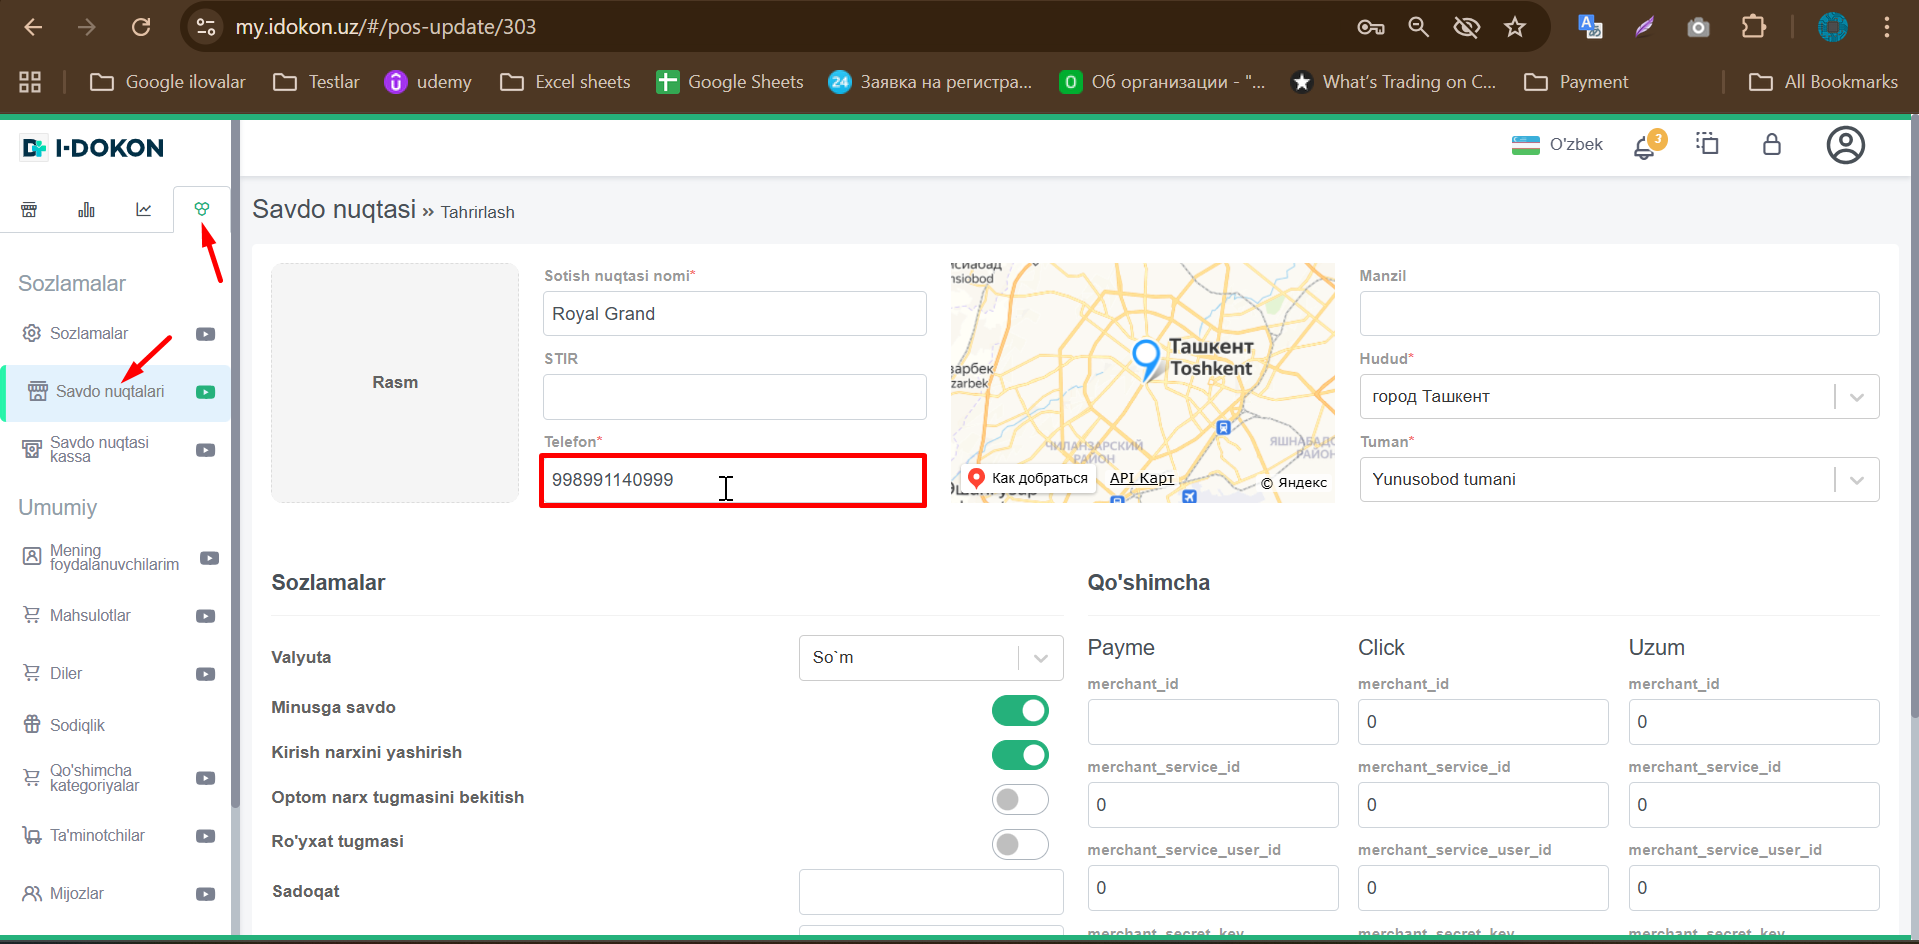 my.idokon.uz/#/pos-update/303
Google ilovalar
Testlar
udemy
Excel sheets
Google Sheets
24
Заявка на регистра...
Об организации - "...
What's Trading on C...
Payment
All Bookmarks
I-DOKON
O'zbek
3
Savdo nuqtasi » Tahrirlash
Sozlamalar
Sozlamalar
Savdo nuqtalari
Savdo nuqtasi
kassa
Umumiy
Mening
foydalanuvchilarim
Mahsulotlar
Diler
Sodiqlik
Qo'shimcha
kategoriyalar
Ta'minotchilar
Mijozlar
Rasm
Sotish nuqtasi nomi*
Royal Grand
STIR
Telefon*
998991140999
Ташкент
Toshkent
ЧИЛАНЗАРСКИЙ
РАЙОН
ЯШНАБАДС
РАЙОН
Как добраться
API Карт
© Яндекс
Manzil
Hudud*
город Ташкент
Tuman*
Yunusobod tumani
Sozlamalar
Valyuta
So`m
Minusga savdo
Kirish narxini yashirish
Optom narx tugmasini bekitish
Ro'yxat tugmasi
Sadoqat
Qo'shimcha
Payme
Click
Uzum
merchant_id
merchant_id
merchant_id
0
0
merchant_service_id
merchant_service_id
merchant_service_id
0
0
0
merchant_service_user_id
merchant_service_user_id
merchant_service_user_id
0
0
0
merchant_secret_key
merchant_secret_key
merchant_secret_key